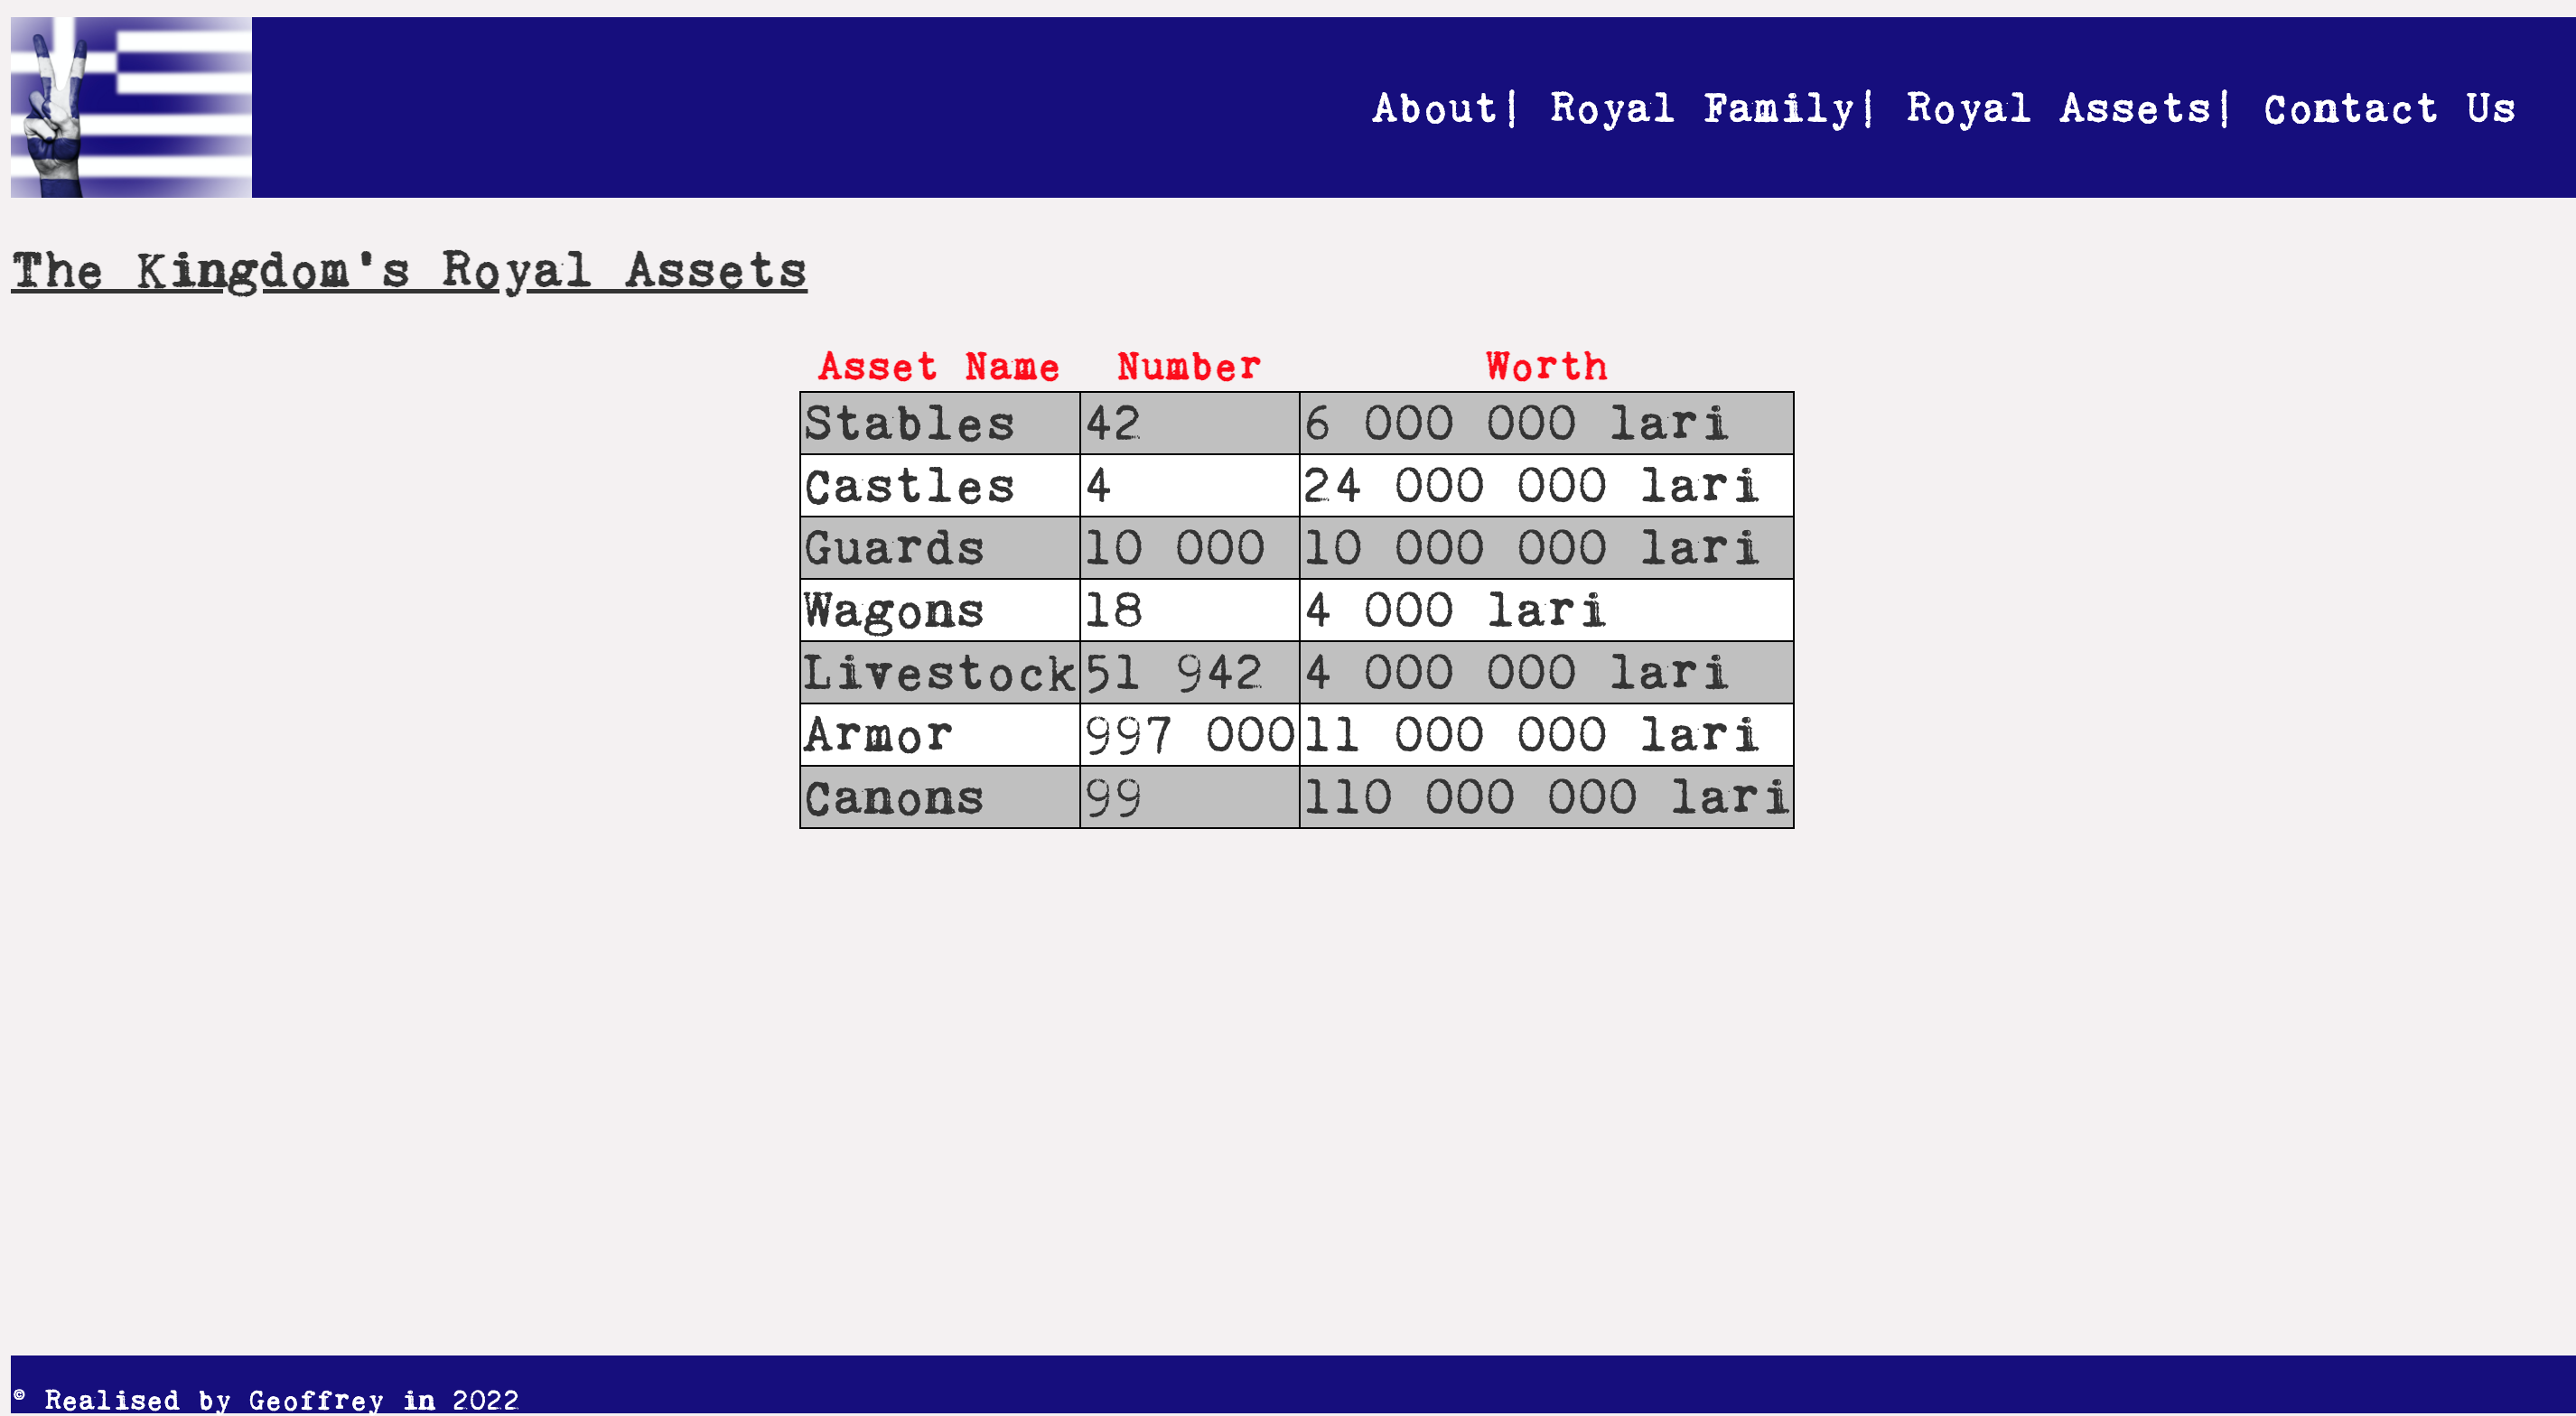 About| Royal Family| Royal Assets| Contact Us
The Kingdom's Royal Assets
Asset Name Number Worth
Stables 42 6 000 000 lari
Castles 4 24 000 000 lari
Guards 10 000 10 000 000 lari
Wagons 18 4 000 lari
Livestock 51 942 4 000 000 lari
Armor 997 000 11 000 000 lari
Canons 99 110 000 000 lari
© Realised by Geoffrey in 2022